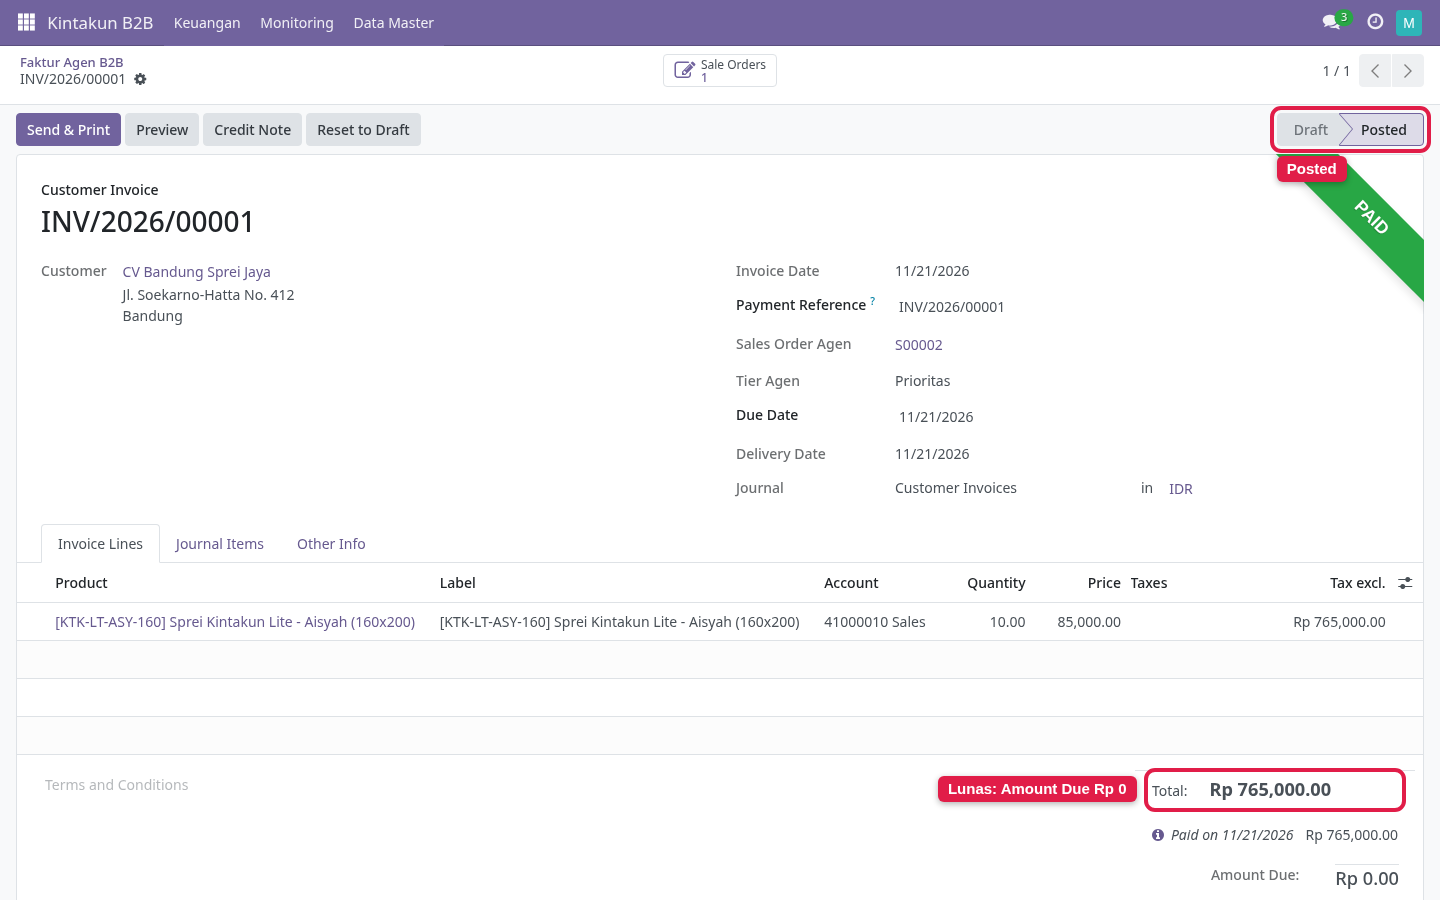 Kintakun B2B Keuangan Monitoring Data Master 3 M
Faktur Agen B2B
INV/2026/00001
Sale Orders
1
1 / 1
Send & Print Preview Credit Note Reset to Draft Draft Posted
Posted
PAID
Customer Invoice
INV/2026/00001
Customer CV Bandung Sprei Jaya
Jl. Soekarno-Hatta No. 412
Bandung
Invoice Date 11/21/2026
Payment Reference ? INV/2026/00001
Sales Order Agen S00002
Tier Agen Prioritas
Due Date 11/21/2026
Delivery Date 11/21/2026
Journal Customer Invoices in IDR
Invoice Lines Journal Items Other Info
Product Label Account Quantity Price Taxes Tax excl.
[KTK-LT-ASY-160] Sprei Kintakun Lite - Aisyah (160x200) [KTK-LT-ASY-160] Sprei Kintakun Lite - Aisyah (160x200) 41000010 Sales 10.00 85,000.00 Rp 765,000.00
Terms and Conditions
Lunas: Amount Due Rp 0
Total: Rp 765,000.00
Paid on 11/21/2026 Rp 765,000.00
Amount Due: Rp 0.00